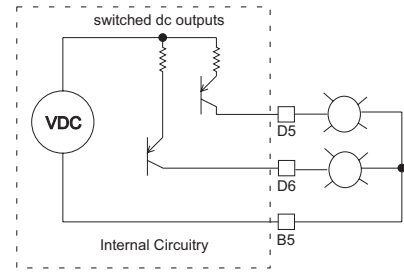 switched dc outputs
VDC
D5
D6
B5
Internal Circuitry